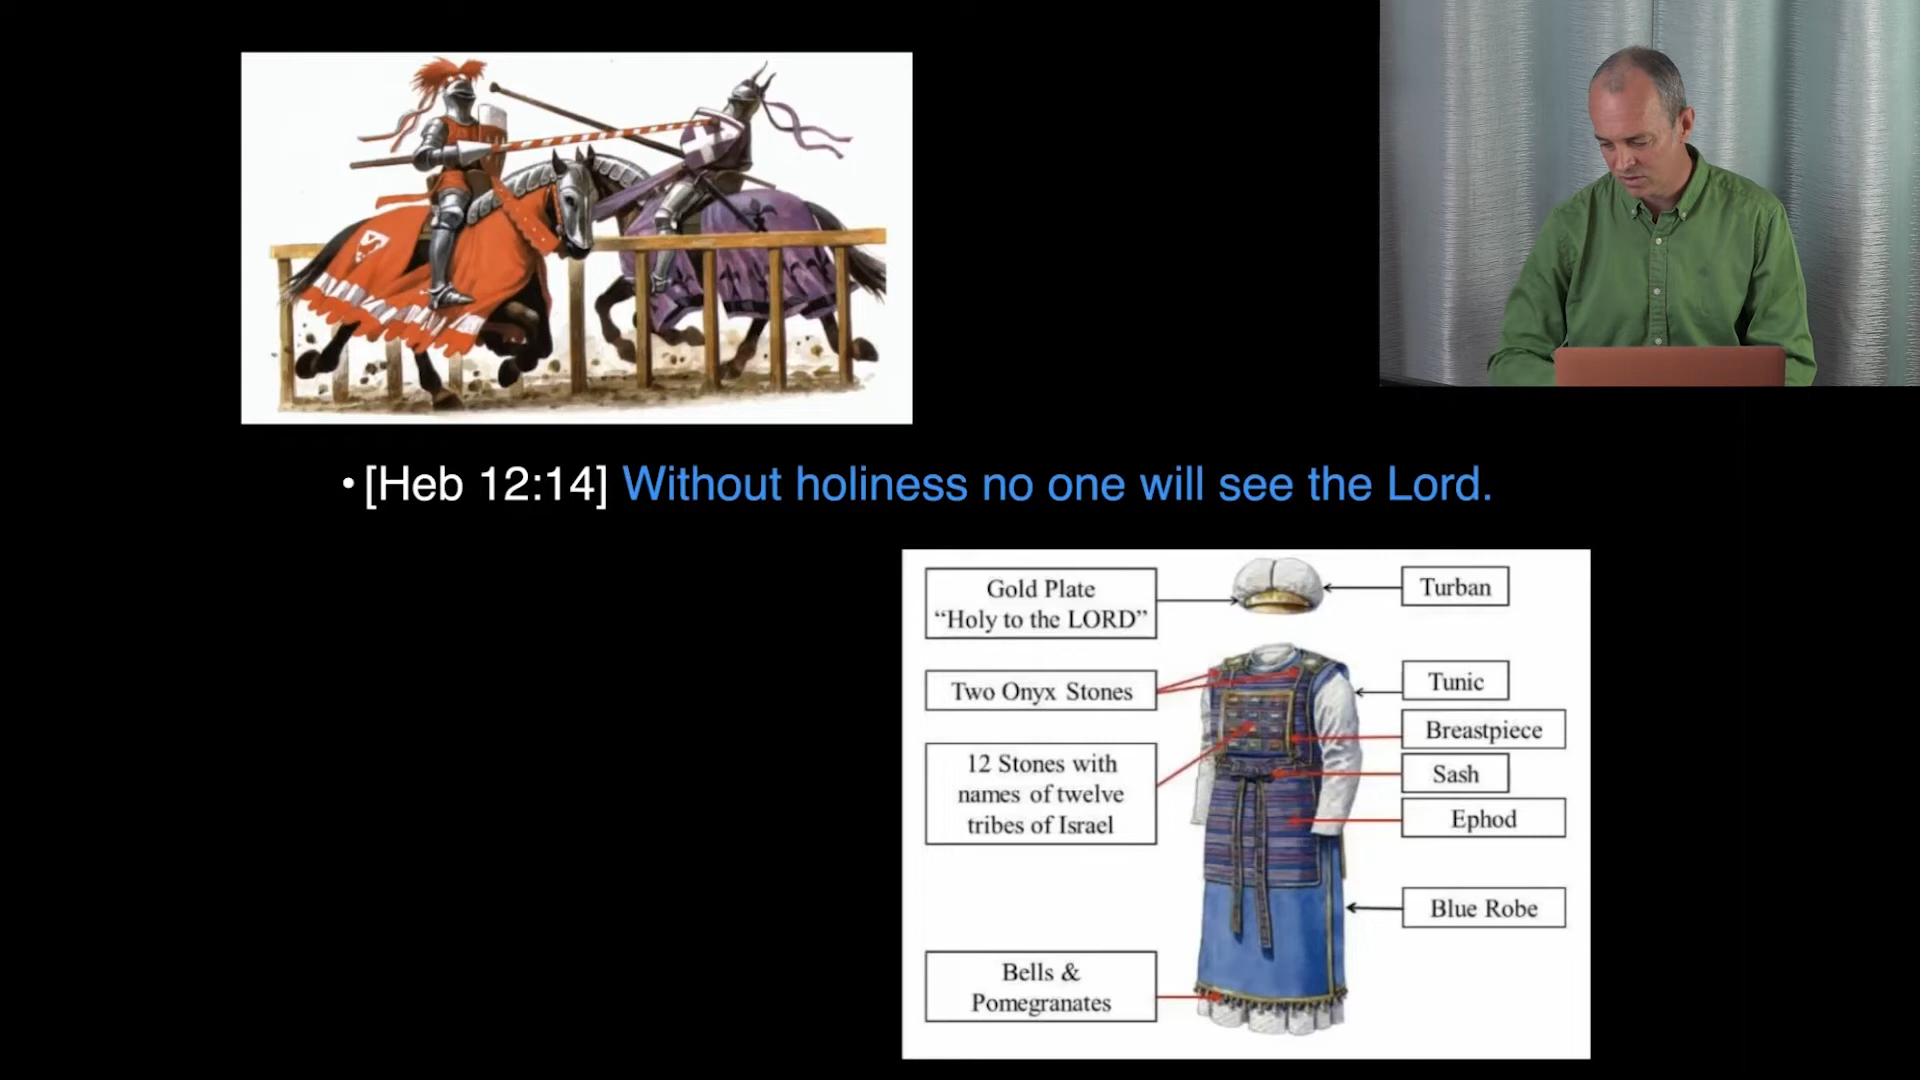 • [Heb 12:14] Without holiness no one will see the Lord.
Gold Plate
“Holy to the LORD”
Turban
Two Onyx Stones
Tunic
Breastpiece
12 Stones with
names of twelve
tribes of Israel
Sash
Ephod
Blue Robe
Bells &
Pomegranates